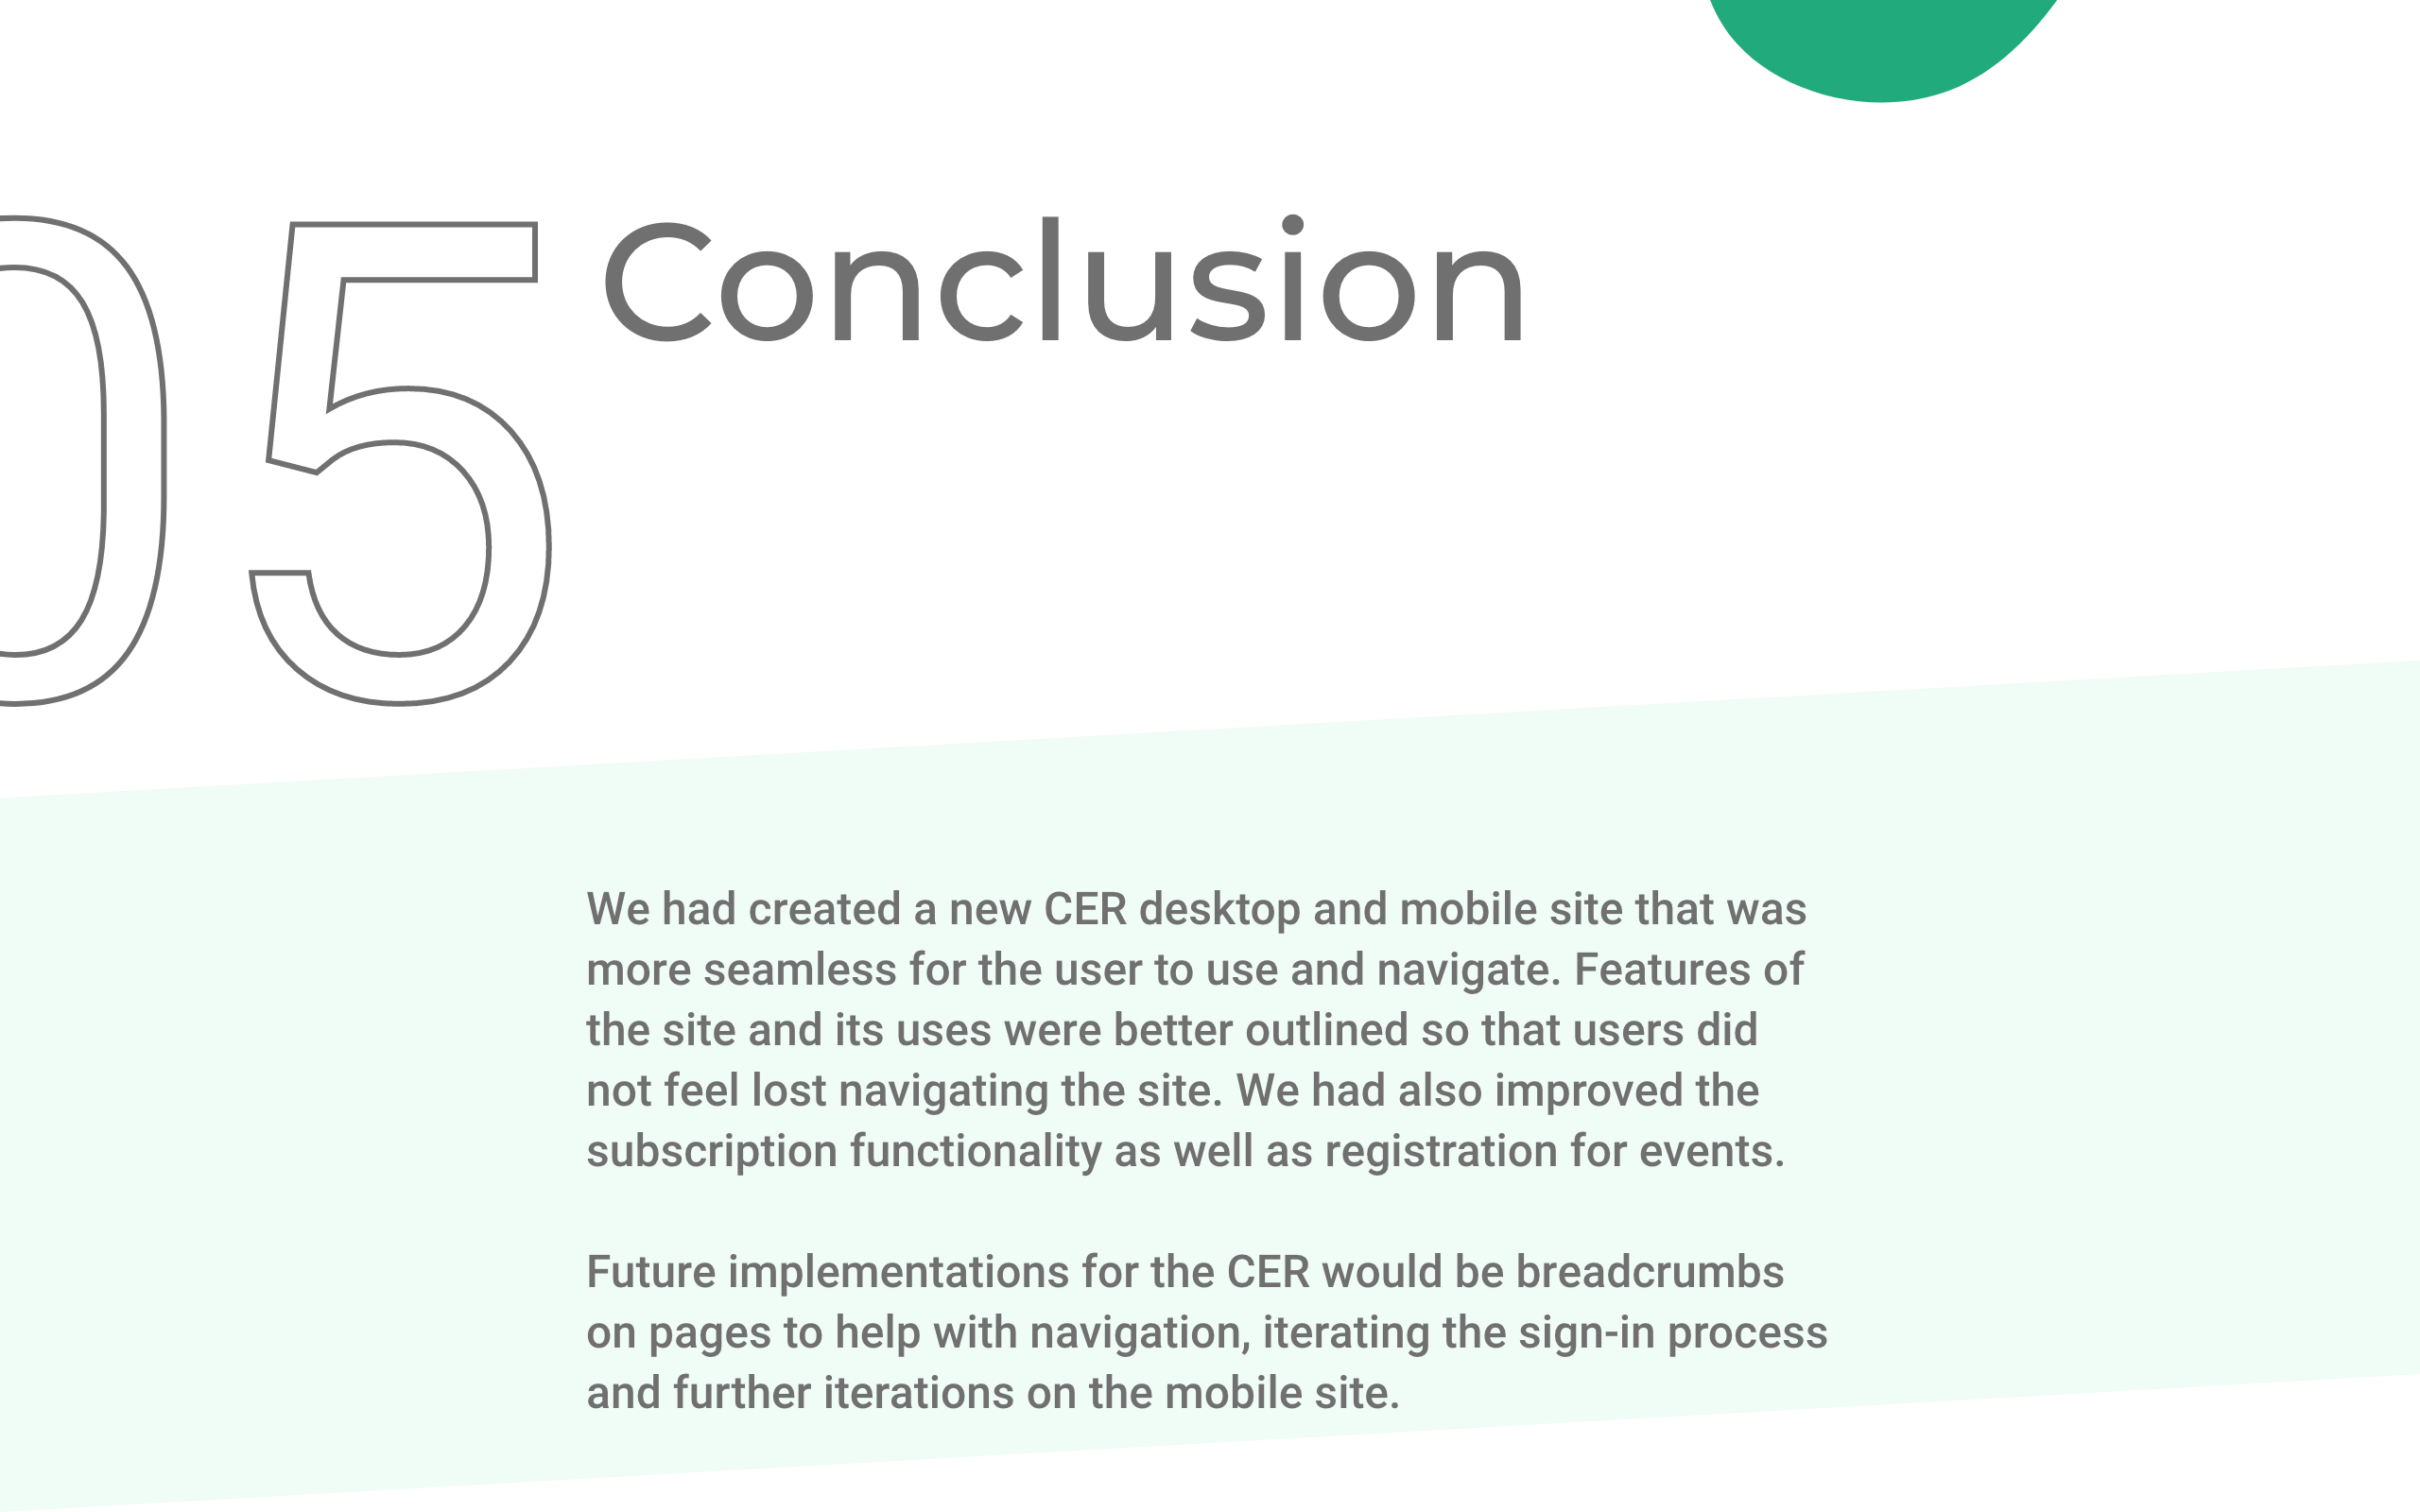 05
Conclusion
We had created a new CER desktop and mobile site that was
more seamless for the user to use and navigate. Features of
the site and its uses were better outlined so that users did
not feel lost navigating the site. We had also improved the
subscription functionality as well as registration for events.
Future implementations for the CER would be breadcrumbs
on pages to help with navigation, iterating the sign-in process
and further iterations on the mobile site.